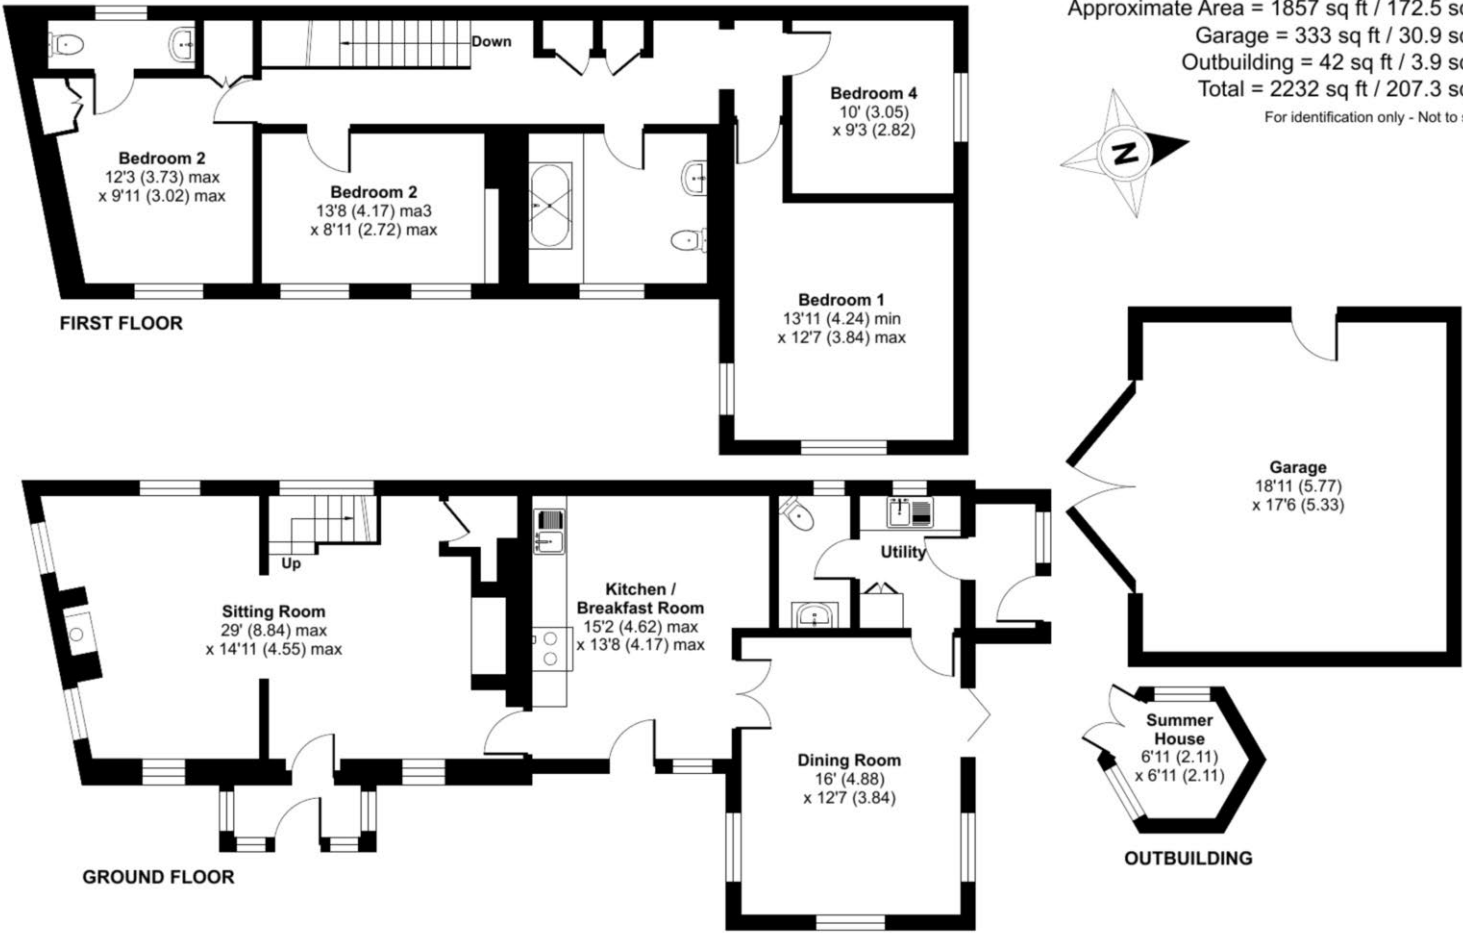 Approximate Area = 1857 sq ft / 172.5
Garage = 333 sq ft / 30.9
Outbuilding = 42 sq ft / 3.9
Total = 2232 sq ft / 207.3
For identification only - Not to
N
Down
Bedroom 4
10' (3.05)
x 9'3 (2.82)
Bedroom 2
12'3 (3.73) max
x 9'11 (3.02) max
Bedroom 2
13'8 (4.17) ma3
x 8'11 (2.72) max
Bedroom 1
13'11 (4.24) min
x 12'7 (3.84) max
FIRST FLOOR
Garage
18'11 (5.77)
x 17'6 (5.33)
Up
Utility
Sitting Room
29' (8.84) max
x 14'11 (4.55) max
Kitchen /
Breakfast Room
15'2 (4.62) max
x 13'8 (4.17) max
Dining Room
16' (4.88)
x 12'7 (3.84)
Summer
House
6'11 (2.11)
x 6'11 (2.11)
OUTBUILDING
GROUND FLOOR